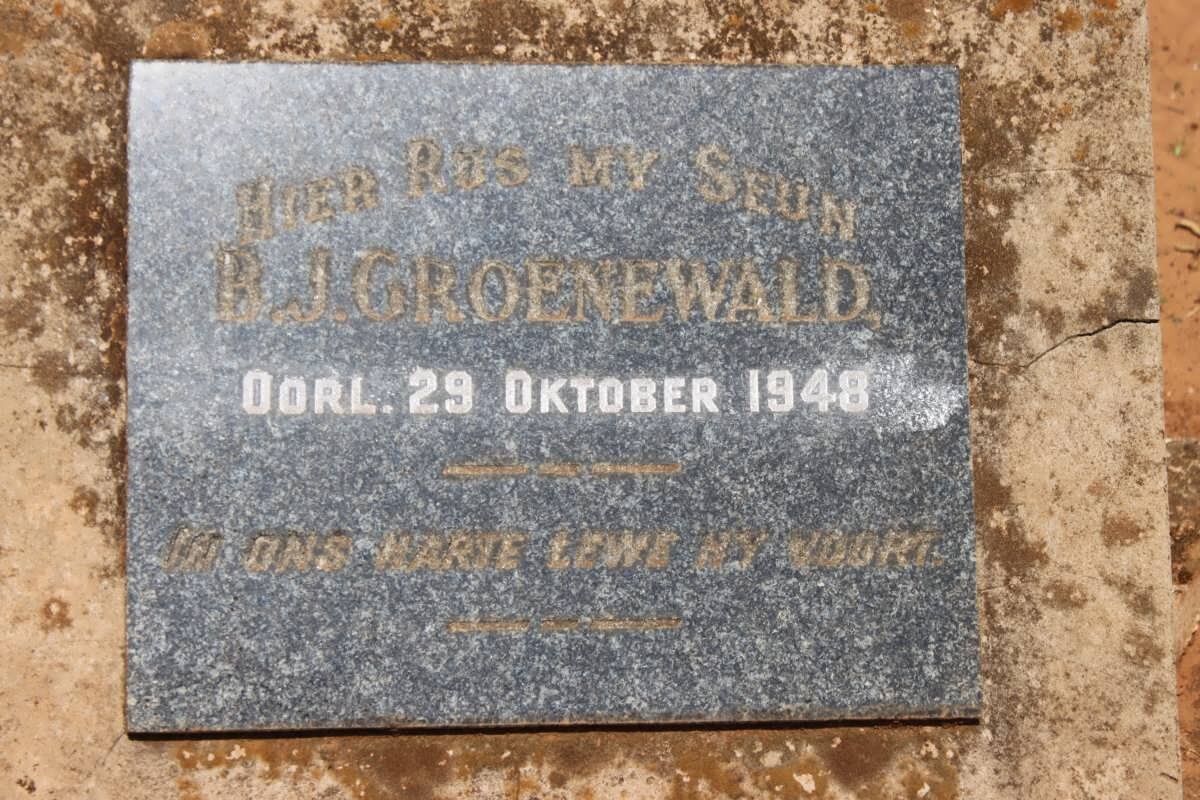 HIER RUS MY SEUN
B.J. GROENEWALD,
OORL. 29 OKTOBER 1948
IN ONS HARTE LEWE HY VOORT.